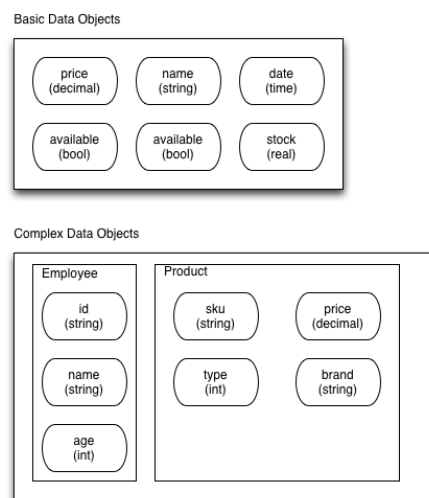 Basic Data Objects
price
(decimal)
name
(string)
date
(time)
available
(bool)
available
(bool)
stock
(real)
Complex Data Objects
Employee
id
(string)
name
(string)
age
(int)
Product
sku
(string)
price
(decimal)
type
(int)
brand
(string)